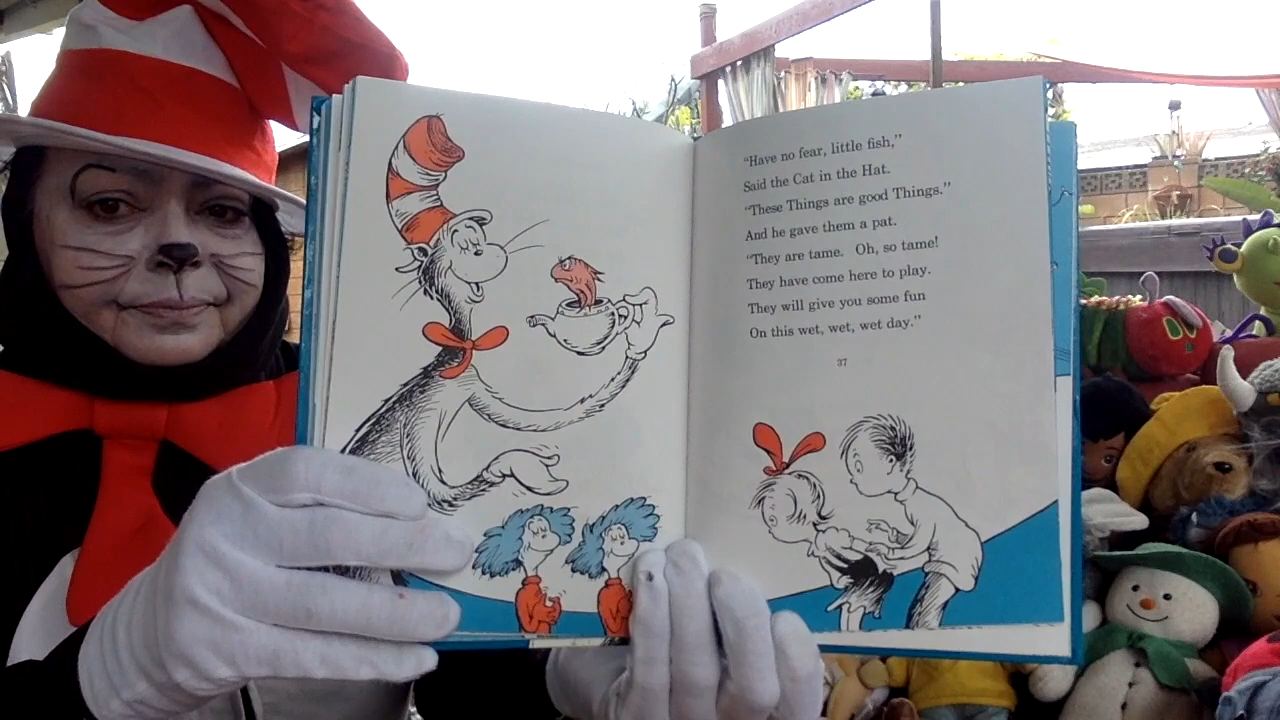 “Have no fear, little fish,”
Said the Cat in the Hat.
“These Things are good Things.”
And he gave them a pat.
“They are tame. Oh, so tame!
They have come here to play.
They will give you some fun
On this wet, wet, wet day.”
37